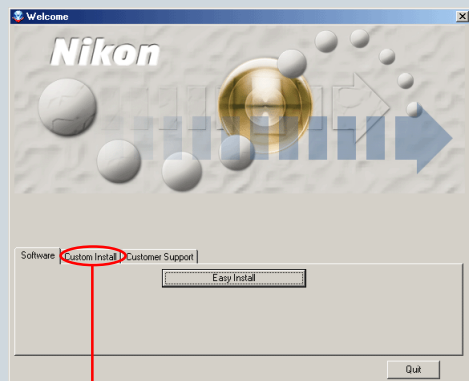 Welcome
Nikon
Software Custom Install Customer Support
Easy Install
Quit